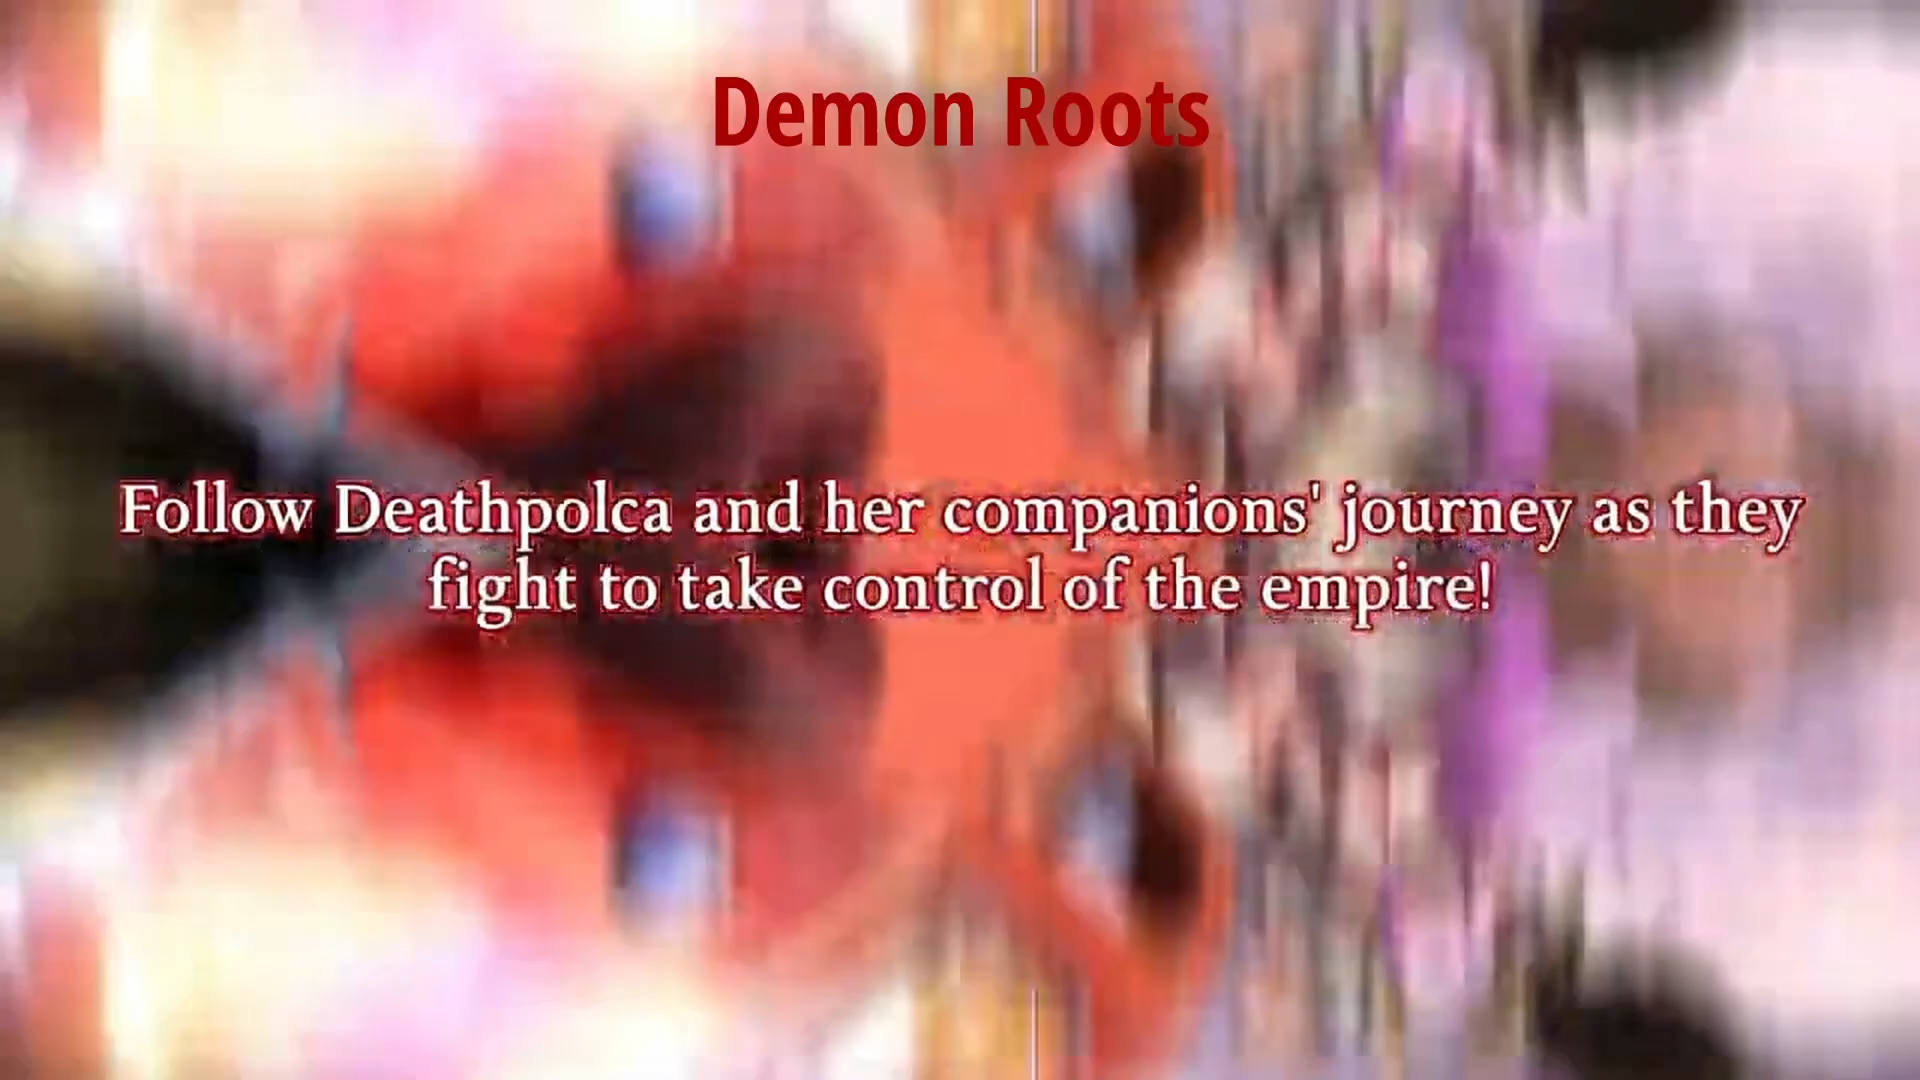 Demon Roots
Follow Deathpolca and her companions' journey as they
fight to take control of the empire!